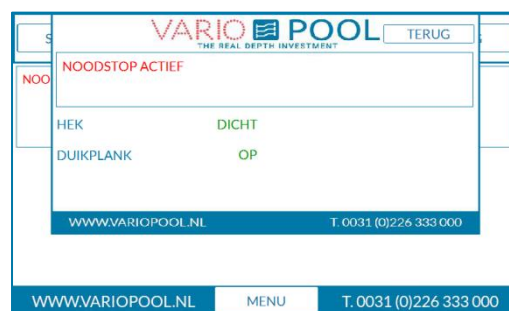 VARIO POOL
THE REAL DEPTH INVESTMENT
TERUG
S
S
NOO
NOODSTOP ACTIEF
HEK DICHT
DUIKPLANK OP
WWW.VARIOPOOL.NL T. 0031 (0)226 333 000
WWW.VARIOPOOL.NL MENU T. 0031 (0)226 333 000